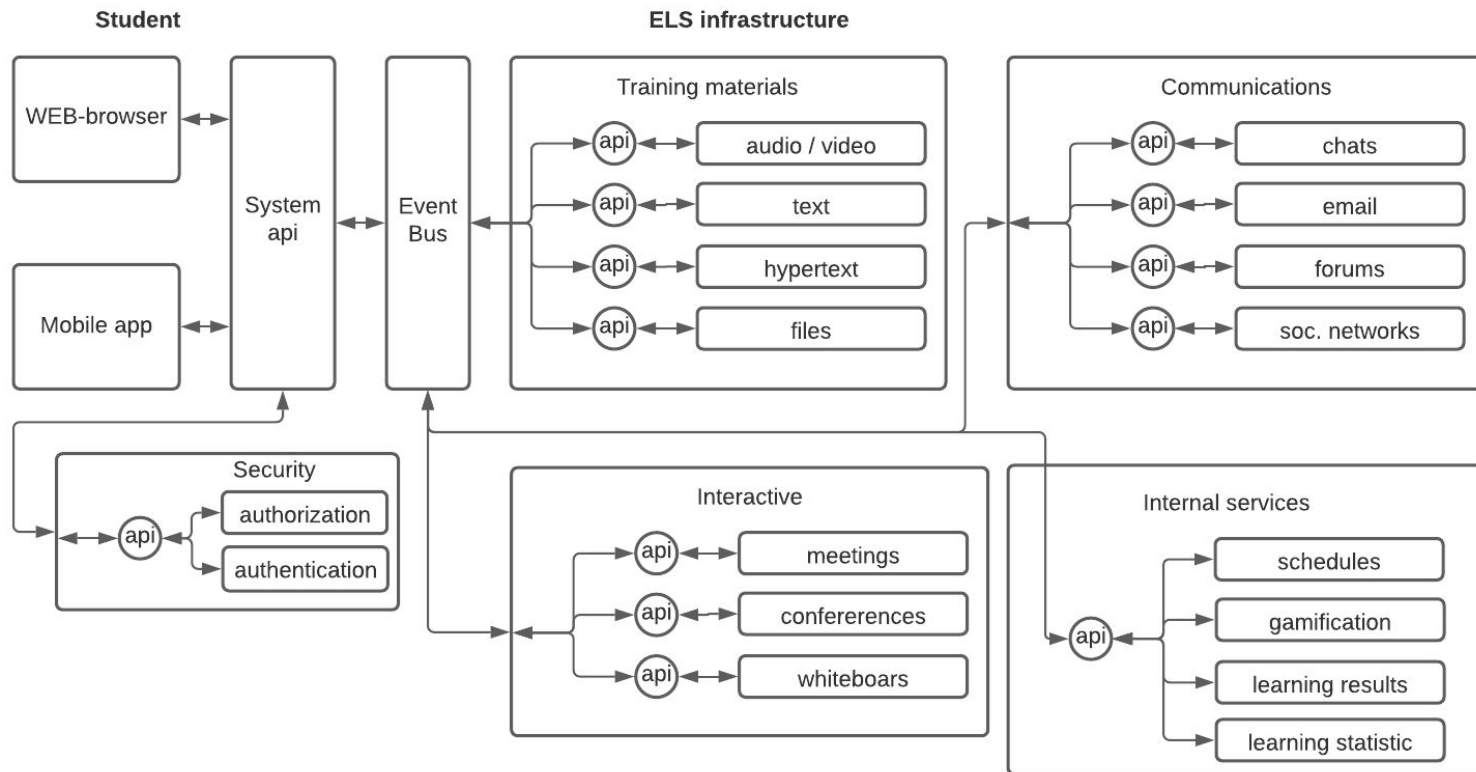 Student
ELS infrastructure
WEB-browser
Mobile app
System
api
Event
Bus
Training materials
api
audio / video
api
text
api
hypertext
api
files
Communications
api
chats
api
email
api
forums
api
soc. networks
Security
api
authorization
authentication
Interactive
api
meetings
api
confererences
api
whiteboars
Internal services
api
schedules
gamification
learning results
learning statistic